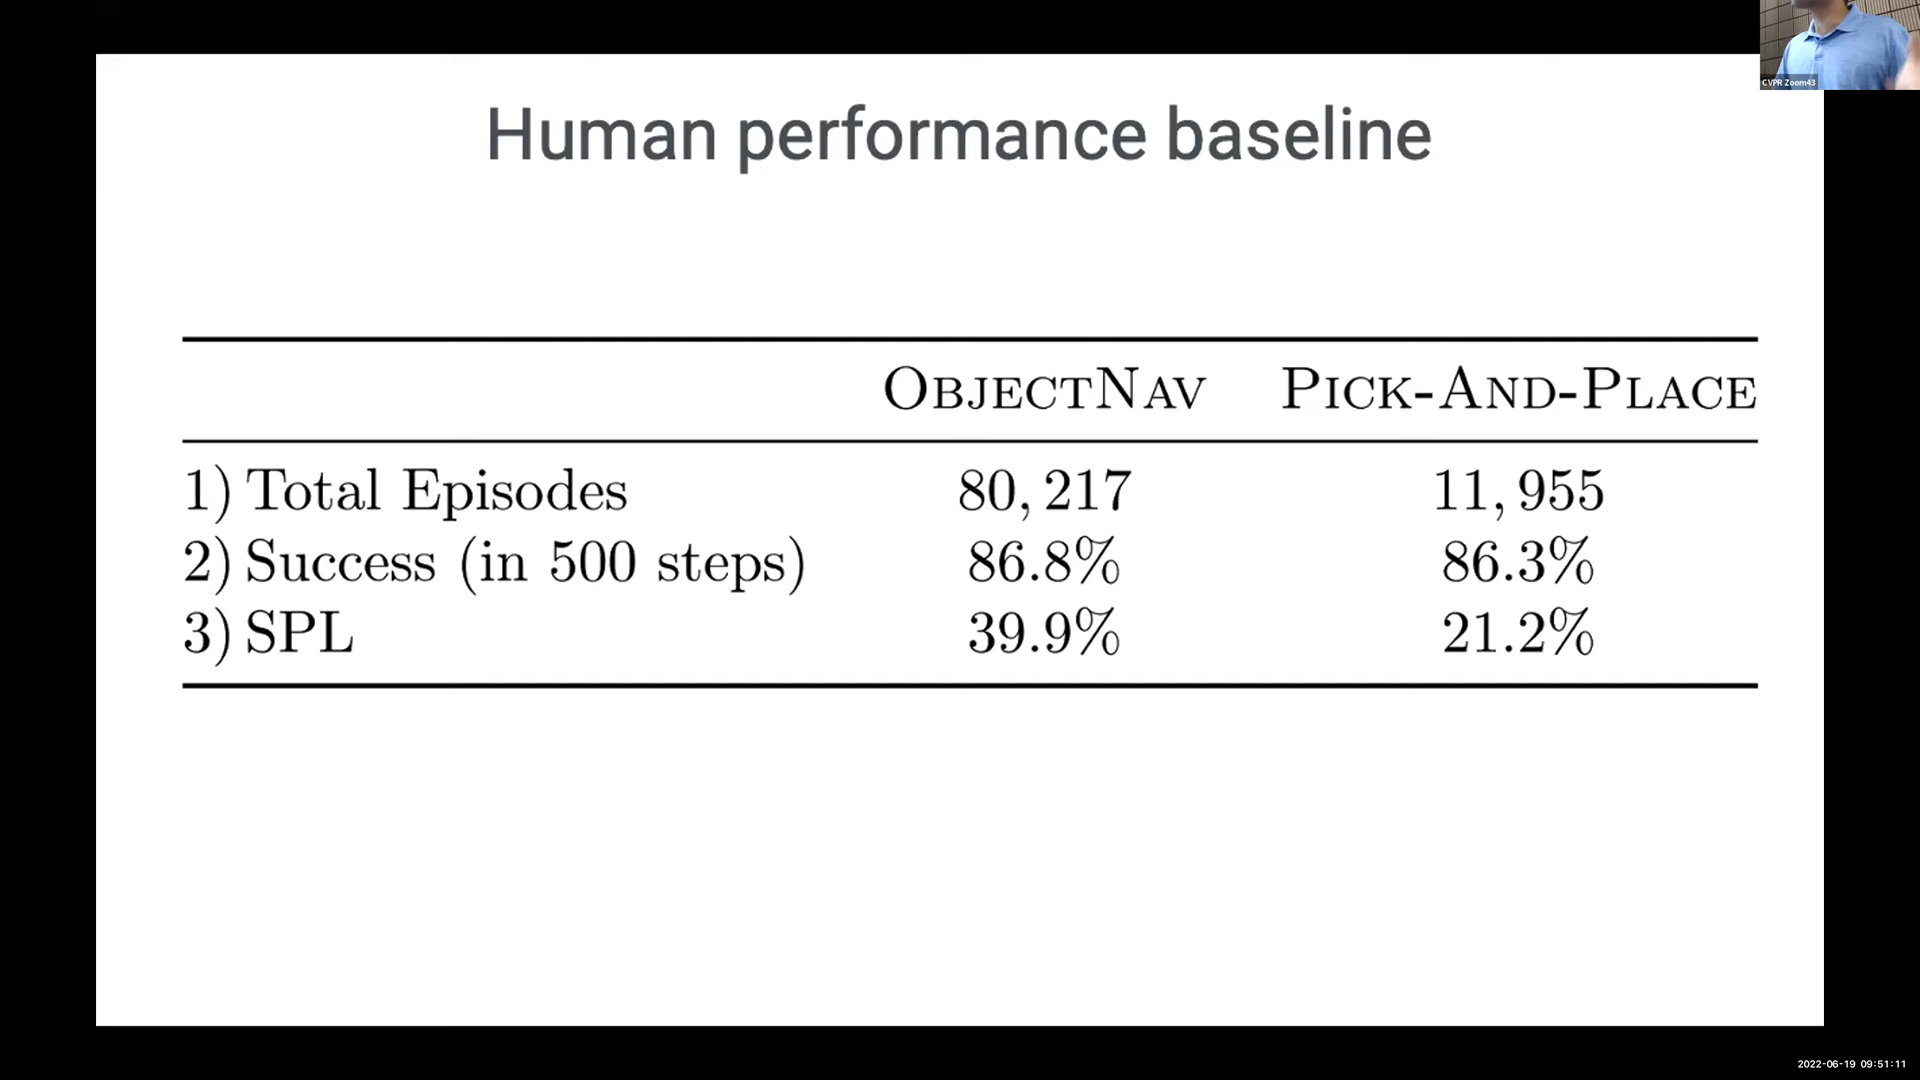 CVPR Zoom43
Human performance baseline
OBJECTNAV PICK-AND-PLACE
1) Total Episodes 80, 217 11, 955
2) Success (in 500 steps) 86.8% 86.3%
3) SPL 39.9% 21.2%
2022-06-19 09:51:11